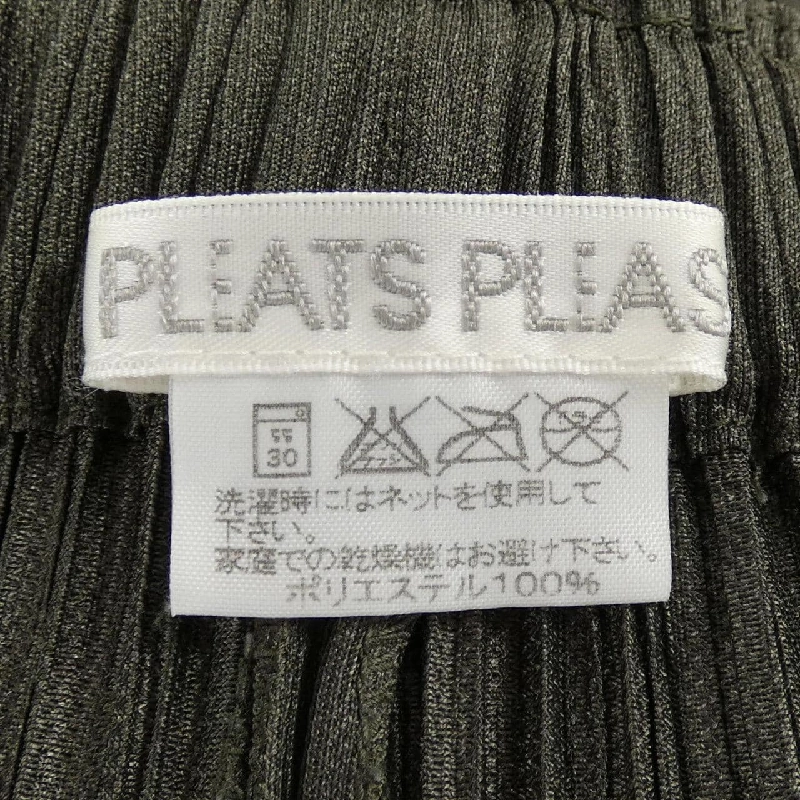 PLEATS PLEAS
30
洗濯時にはネットを使用して
下さい。
家庭での乾燥機はお避け下さい。
ポリエステル100%